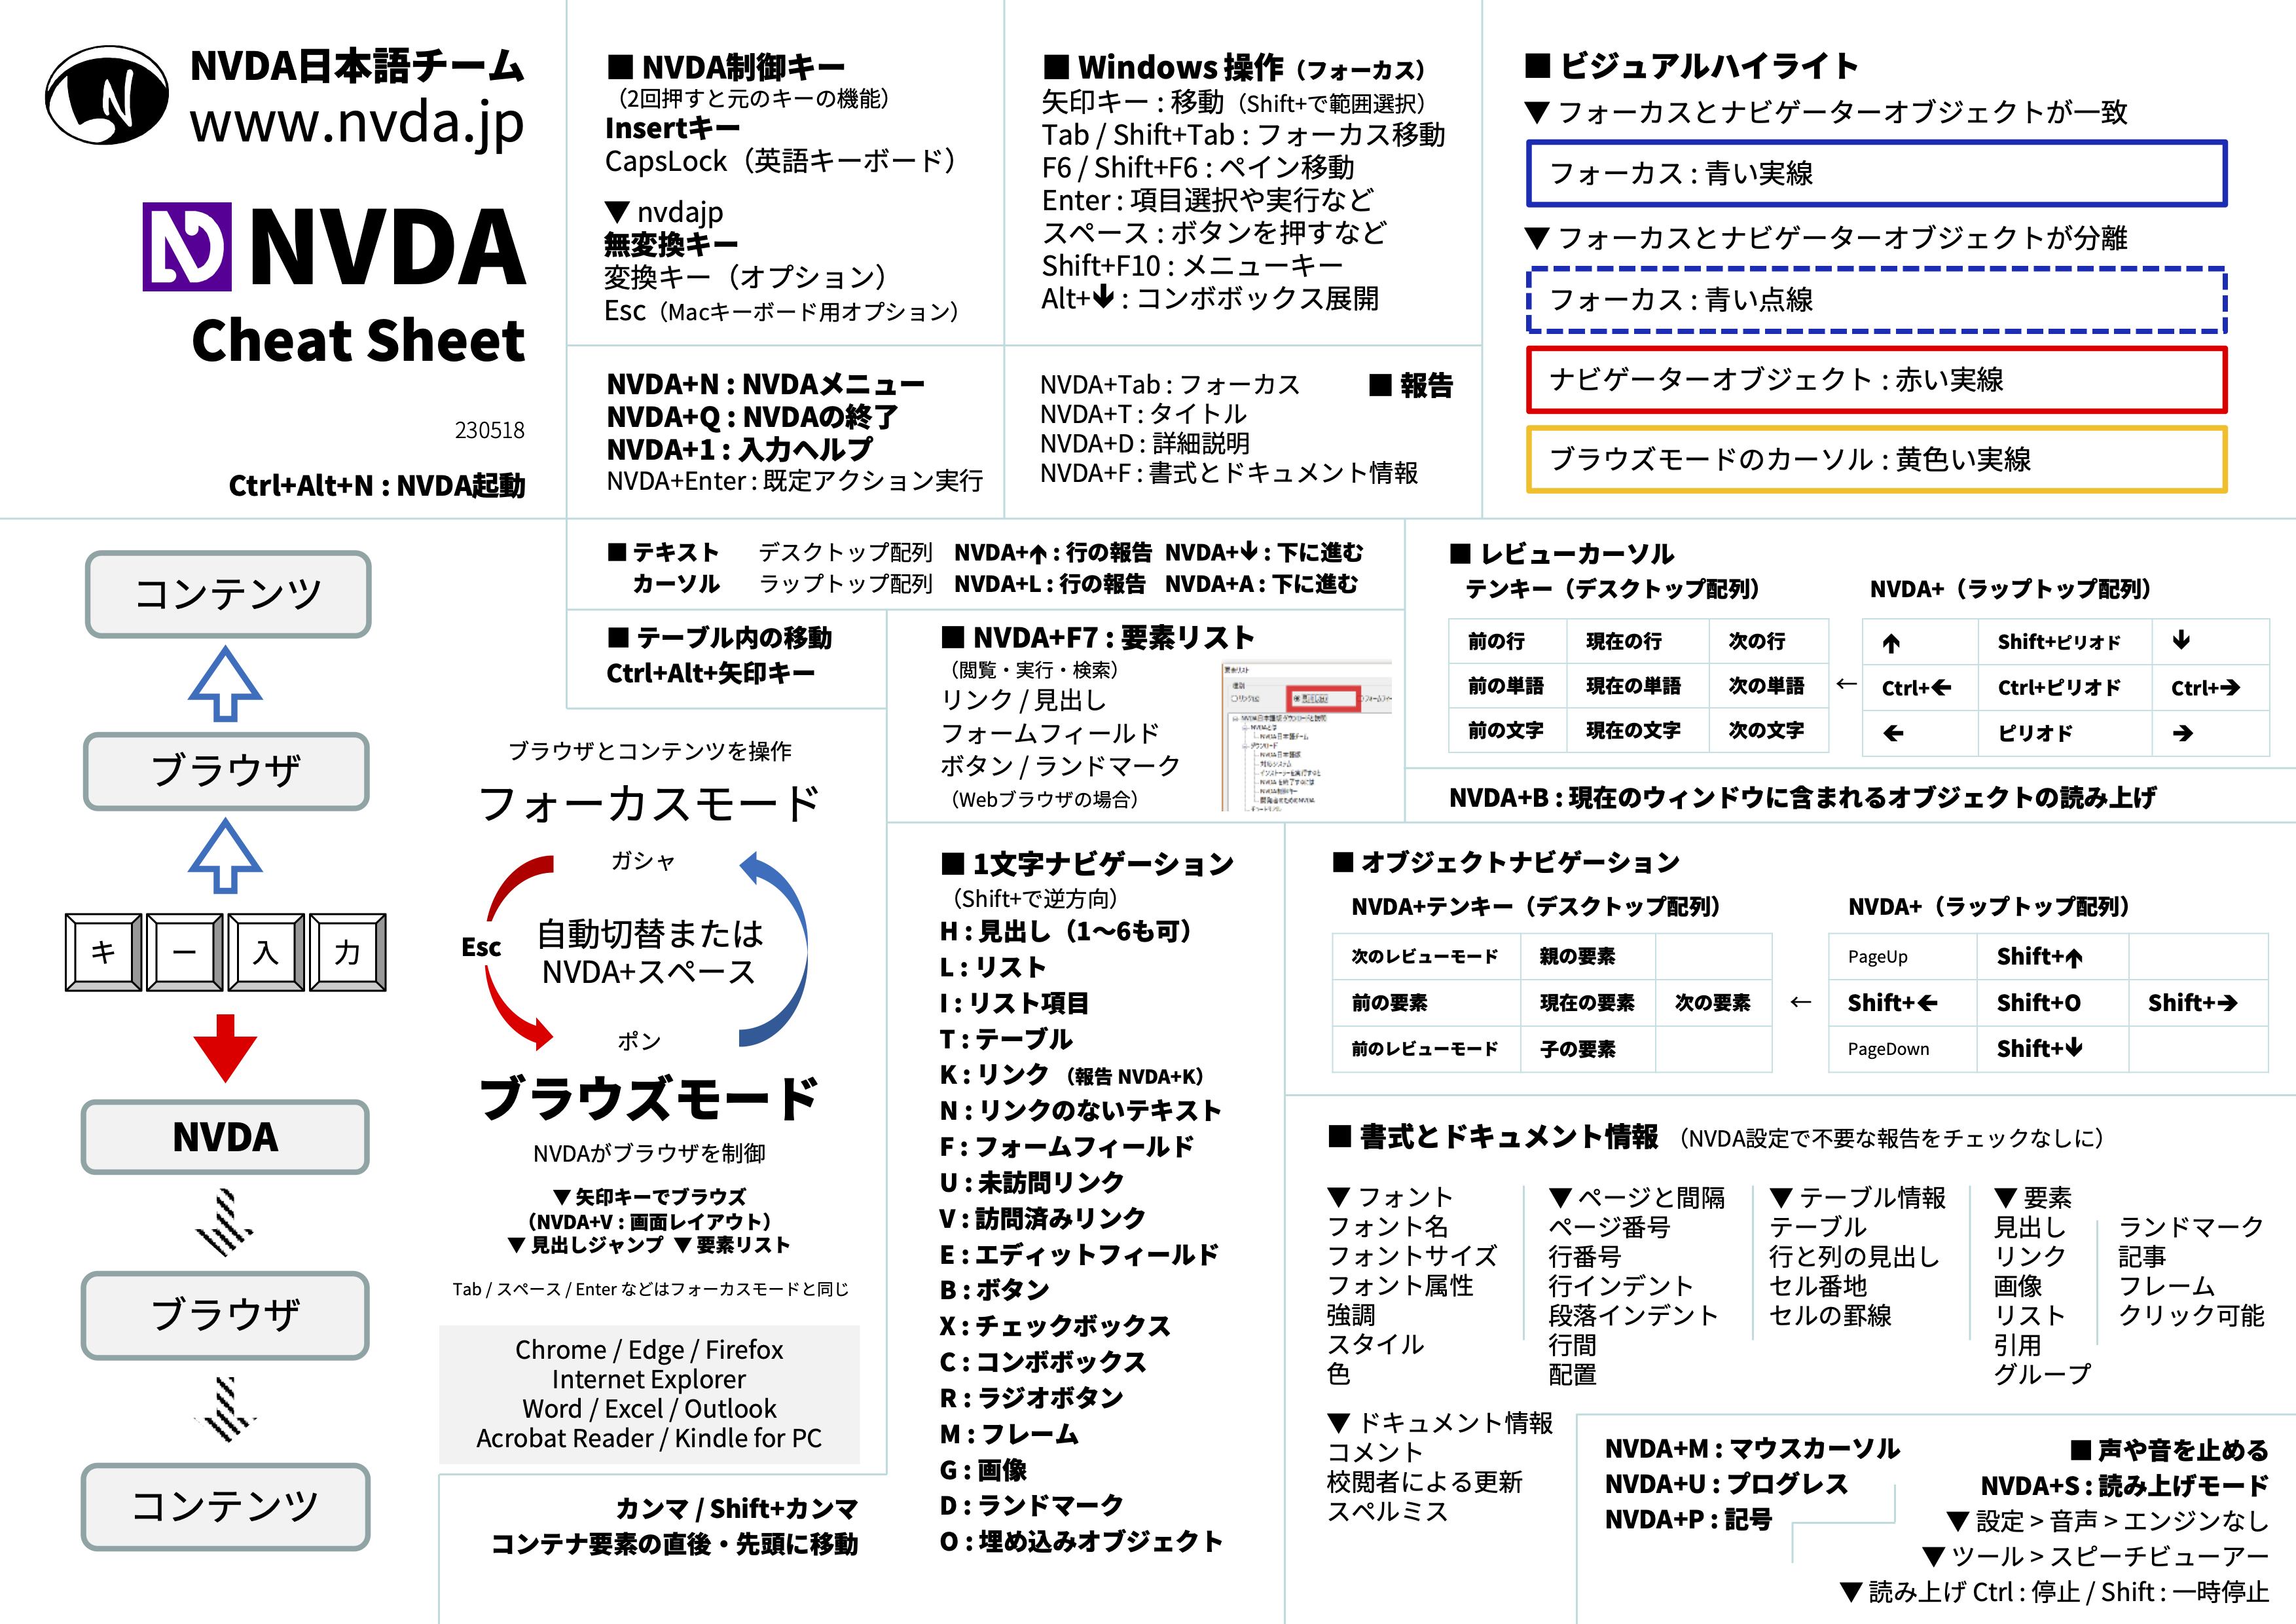 NVDA日本語チーム
www.nvda.jp
NVDA
Cheat Sheet
230518
Ctrl+Alt+N : NVDA起動
■ NVDA制御キー
（2回押すと元のキーの機能）
Insertキー
CapsLock（英語キーボード）
▼ nvdajp
無変換キー
変換キー（オプション）
Esc（Macキーボード用オプション）
NVDA+N : NVDAメニュー
NVDA+Q : NVDAの終了
NVDA+1 : 入力ヘルプ
NVDA+Enter : 既定アクション実行
■ Windows 操作（フォーカス）
矢印キー : 移動（Shift+で範囲選択）
Tab / Shift+Tab : フォーカス移動
F6 / Shift+F6 : ペイン移動
Enter : 項目選択や実行など
スペース : ボタンを押すなど
Shift+F10 : メニューキー
Alt+🡫 : コンボボックス展開
■ 報告
NVDA+Tab : フォーカス
NVDA+T : タイトル
NVDA+D : 詳細説明
NVDA+F : 書式とドキュメント情報
■ ビジュアルハイライト
▼ フォーカスとナビゲーターオブジェクトが一致
フォーカス : 青い実線
▼ フォーカスとナビゲーターオブジェクトが分離
フォーカス : 青い点線
ナビゲーターオブジェクト : 赤い実線
ブラウズモードのカーソル : 黄色い実線
コンテンツ
ブラウザ
キー入力
NVDA
ブラウザ
コンテンツ
■ テキスト デスクトップ配列 NVDA+🡩 : 行の報告 NVDA+🡫 : 下に進む
カーソル ラップトップ配列 NVDA+L : 行の報告 NVDA+A : 下に進む
■ テーブル内の移動
Ctrl+Alt+矢印キー
ブラウザとコンテンツを操作
フォーカスモード
ガシャ
Esc
自動切替または
NVDA+スペース
ポン
ブラウズモード
NVDAがブラウザを制御
▼ 矢印キーでブラウズ
（NVDA+V : 画面レイアウト）
▼ 見出しジャンプ ▼ 要素リスト
Tab / スペース / Enter などはフォーカスモードと同じ
Chrome / Edge / Firefox
Internet Explorer
Word / Excel / Outlook
Acrobat Reader / Kindle for PC
カンマ / Shift+カンマ
コンテナ要素の直後・先頭に移動
■ NVDA+F7 : 要素リスト
（閲覧・実行・検索）
リンク / 見出し
フォームフィールド
ボタン / ランドマーク
（Webブラウザの場合）
要素リスト
種別
■ 1文字ナビゲーション
（Shift+で逆方向）
H : 見出し（1～6も可）
L : リスト
I : リスト項目
T : テーブル
K : リンク （報告 NVDA+K）
N : リンクのないテキスト
F : フォームフィールド
U : 未訪問リンク
V : 訪問済みリンク
E : エディットフィールド
B : ボタン
X : チェックボックス
C : コンボボックス
R : ラジオボタン
M : フレーム
G : 画像
D : ランドマーク
O : 埋め込みオブジェクト
■ レビューカーソル
テンキー（デスクトップ配列） NVDA+（ラップトップ配列）
前の行 現在の行 次の行 🡩 Shift+ピリオド 🡫
前の単語 現在の単語 次の単語 ← Ctrl+🡨 Ctrl+ピリオド Ctrl+🡪
前の文字 現在の文字 次の文字 🡨 ピリオド 🡪
NVDA+B : 現在のウィンドウに含まれるオブジェクトの読み上げ
■ オブジェクトナビゲーション
NVDA+テンキー（デスクトップ配列） NVDA+（ラップトップ配列）
次のレビューモード 親の要素 PageUp Shift+🡩
前の要素 現在の要素 次の要素 ← Shift+🡨 Shift+O Shift+🡪
前のレビューモード 子の要素 PageDown Shift+🡫
■ 書式とドキュメント情報 （NVDA設定で不要な報告をチェックなしに）
▼ フォント
フォント名
フォントサイズ
フォント属性
強調
スタイル
色
▼ ページと間隔
ページ番号
行番号
行インデント
段落インデント
行間
配置
▼ テーブル情報
テーブル
行と列の見出し
セル番地
セルの罫線
▼ 要素
見出し
リンク
画像
リスト
引用
グループ
ランドマーク
記事
フレーム
クリック可能
▼ ドキュメント情報
コメント
校閲者による更新
スペルミス
NVDA+M : マウスカーソル
NVDA+U : プログレス
NVDA+P : 記号
■ 声や音を止める
NVDA+S : 読み上げモード
▼ 設定 > 音声 > エンジンなし
▼ ツール > スピーチビューアー
▼ 読み上げ Ctrl : 停止 / Shift : 一時停止